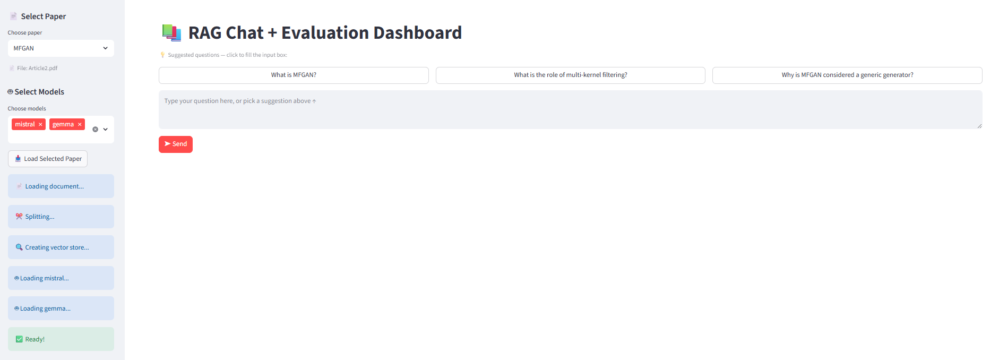 Select Paper
Choose paper
MFGAN
File: Article2.pdf
Select Models
Choose models
mistral × gemma ×
Load Selected Paper
Loading document...
Splitting...
Creating vector store...
Loading mistral...
Loading gemma...
Ready!
RAG Chat + Evaluation Dashboard
Suggested questions — click to fill the input box:
What is MFGAN?
What is the role of multi-kernel filtering?
Why is MFGAN considered a generic generator?
Type your question here, or pick a suggestion above ↑
➤ Send